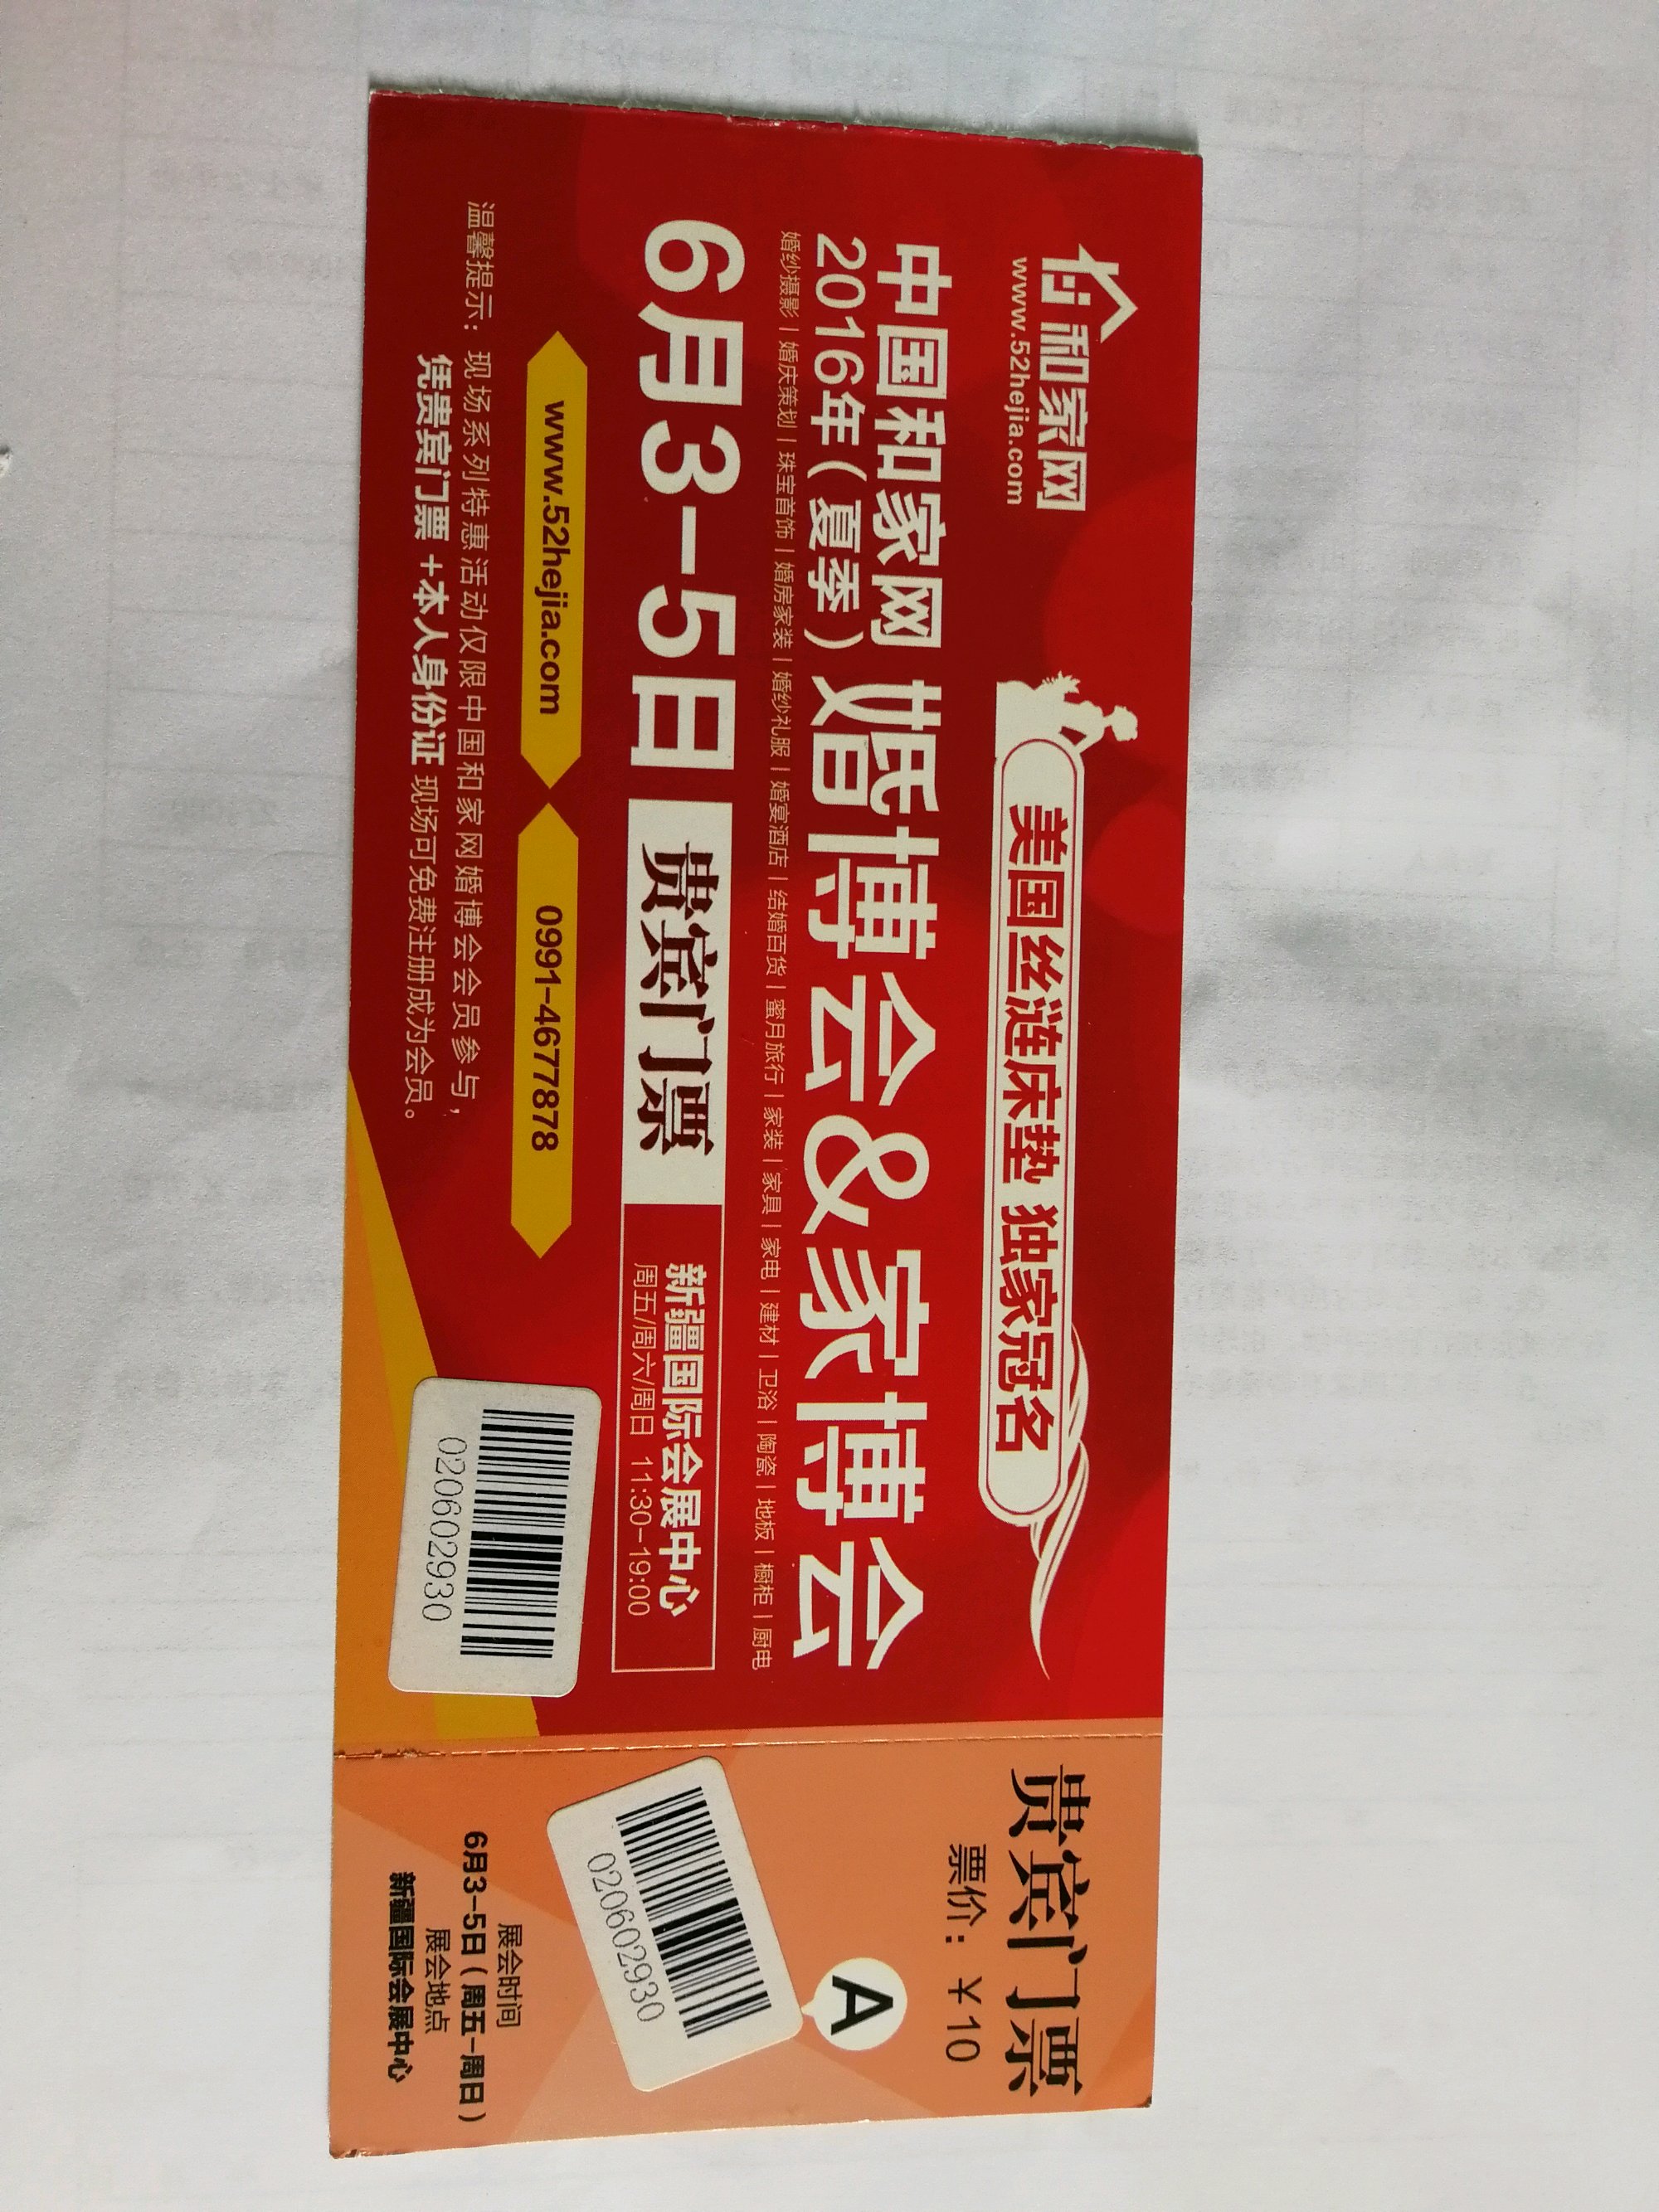 和家网
www.52hejia.com
美国丝涟床垫 独家冠名
中国和家网
2016年(夏季)
婚博会&家博会
婚纱摄影|婚庆策划|珠宝首饰|婚房家装|婚纱礼服|婚宴酒店|结婚百货|蜜月旅行|家装|家具|家电|建材|卫浴|陶瓷|地板|橱柜|厨电
6月3-5日
贵宾门票
新疆国际会展中心
周五/周六/周日 11:30-19:00
www.52hejia.com
0991-4677878
温馨提示:现场系列特惠活动仅限中国和家网婚博会会员参与,
凭贵宾门票+本人身份证 现场可免费注册成为会员。
020602930
贵宾门票
票价:¥10
A
020602930
展会时间
6月3-5日(周五-周日)
展会地点
新疆国际会展中心